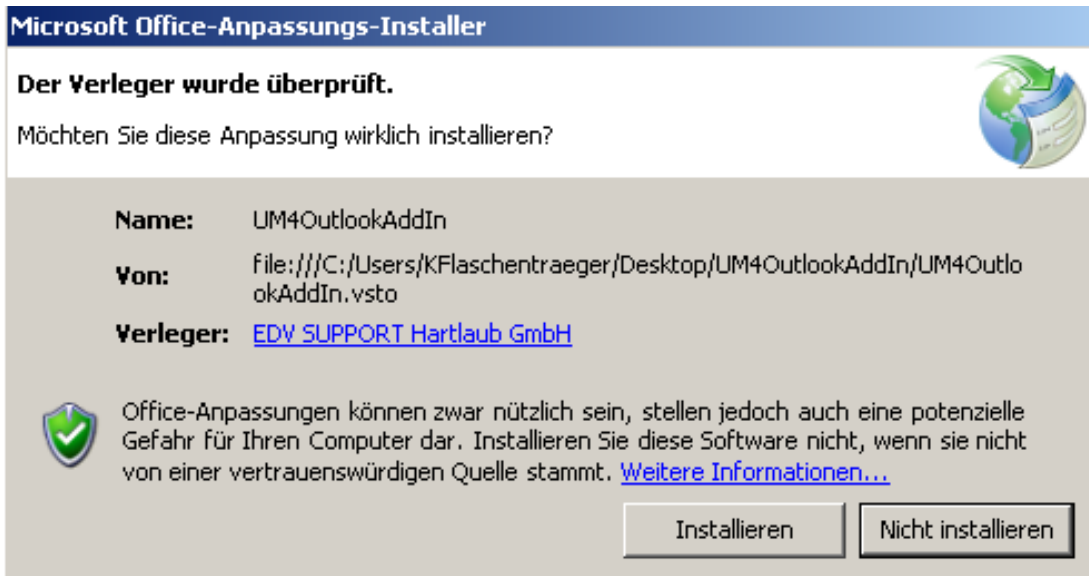 Microsoft Office-Anpassungs-Installer
Der Verleger wurde überprüft.
Möchten Sie diese Anpassung wirklich installieren?
Name: UM4OutlookAddIn
Von: file:///C:/Users/KFlaschentraeger/Desktop/UM4OutlookAddIn/UM4Outlo
okAddIn.vsto
Verleger: EDV SUPPORT Hartlaub GmbH
Office-Anpassungen können zwar nützlich sein, stellen jedoch auch eine potenzielle
Gefahr für Ihren Computer dar. Installieren Sie diese Software nicht, wenn sie nicht
von einer vertrauenswürdigen Quelle stammt. Weitere Informationen...
Installieren Nicht installieren